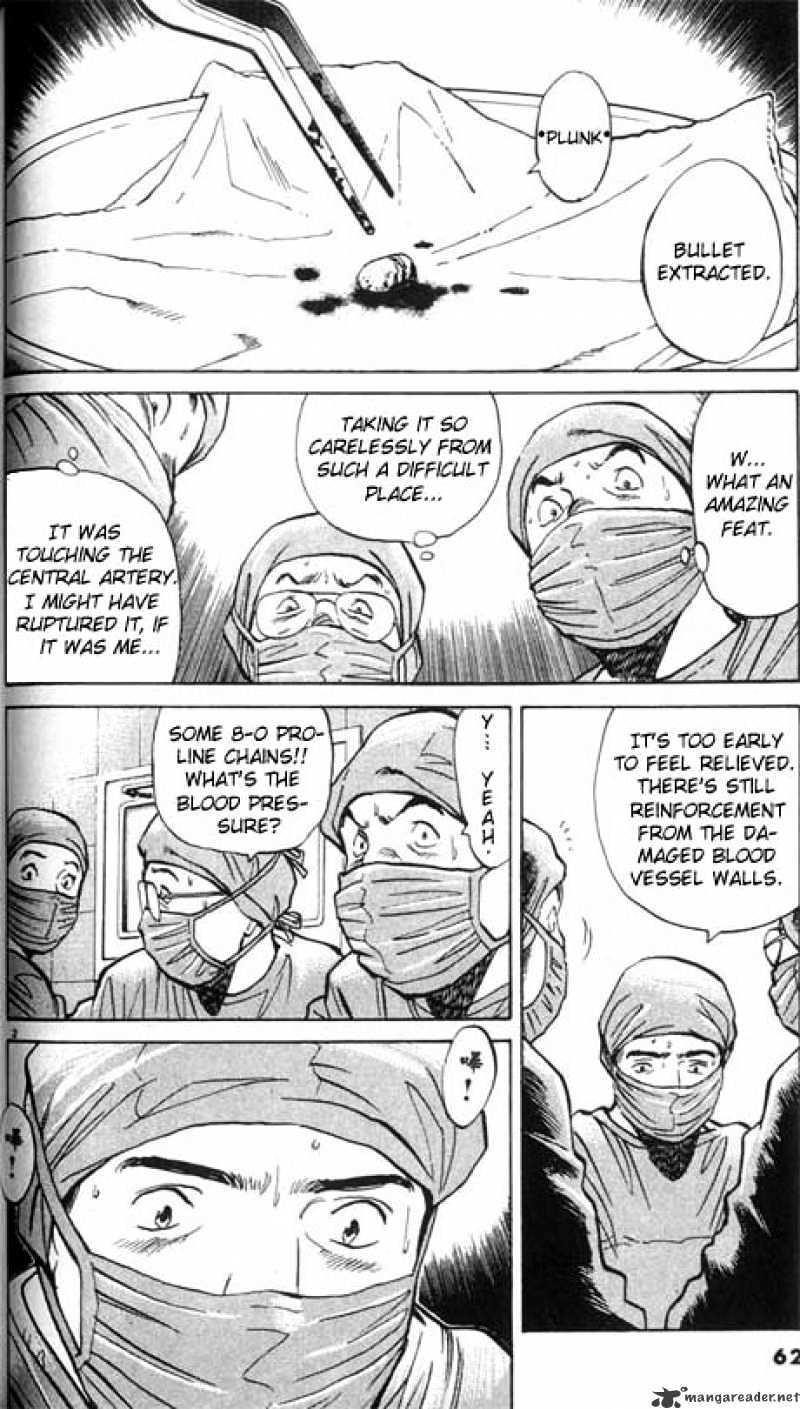 *PLUNK*
BULLET
EXTRACTED.
W...
WHAT AN
AMAZING
FEAT.
TAKING IT SO
CARELESSLY FROM
SUCH A DIFFICULT
PLACE...
IT WAS
TOUCHING THE
CENTRAL ARTERY.
I MIGHT HAVE
RUPTURED IT, IF
IT WAS ME...
IT'S TOO EARLY
TO FEEL RELIEVED.
THERE'S STILL
REINFORCEMENT
FROM THE DA-
MAGED BLOOD
VESSEL WALLS.
Y... YEAH.
SOME 8-0 PRO-
LINE CHAINS!!
WHAT'S THE
BLOOD PRES-
SURE?
62
mangareader.net